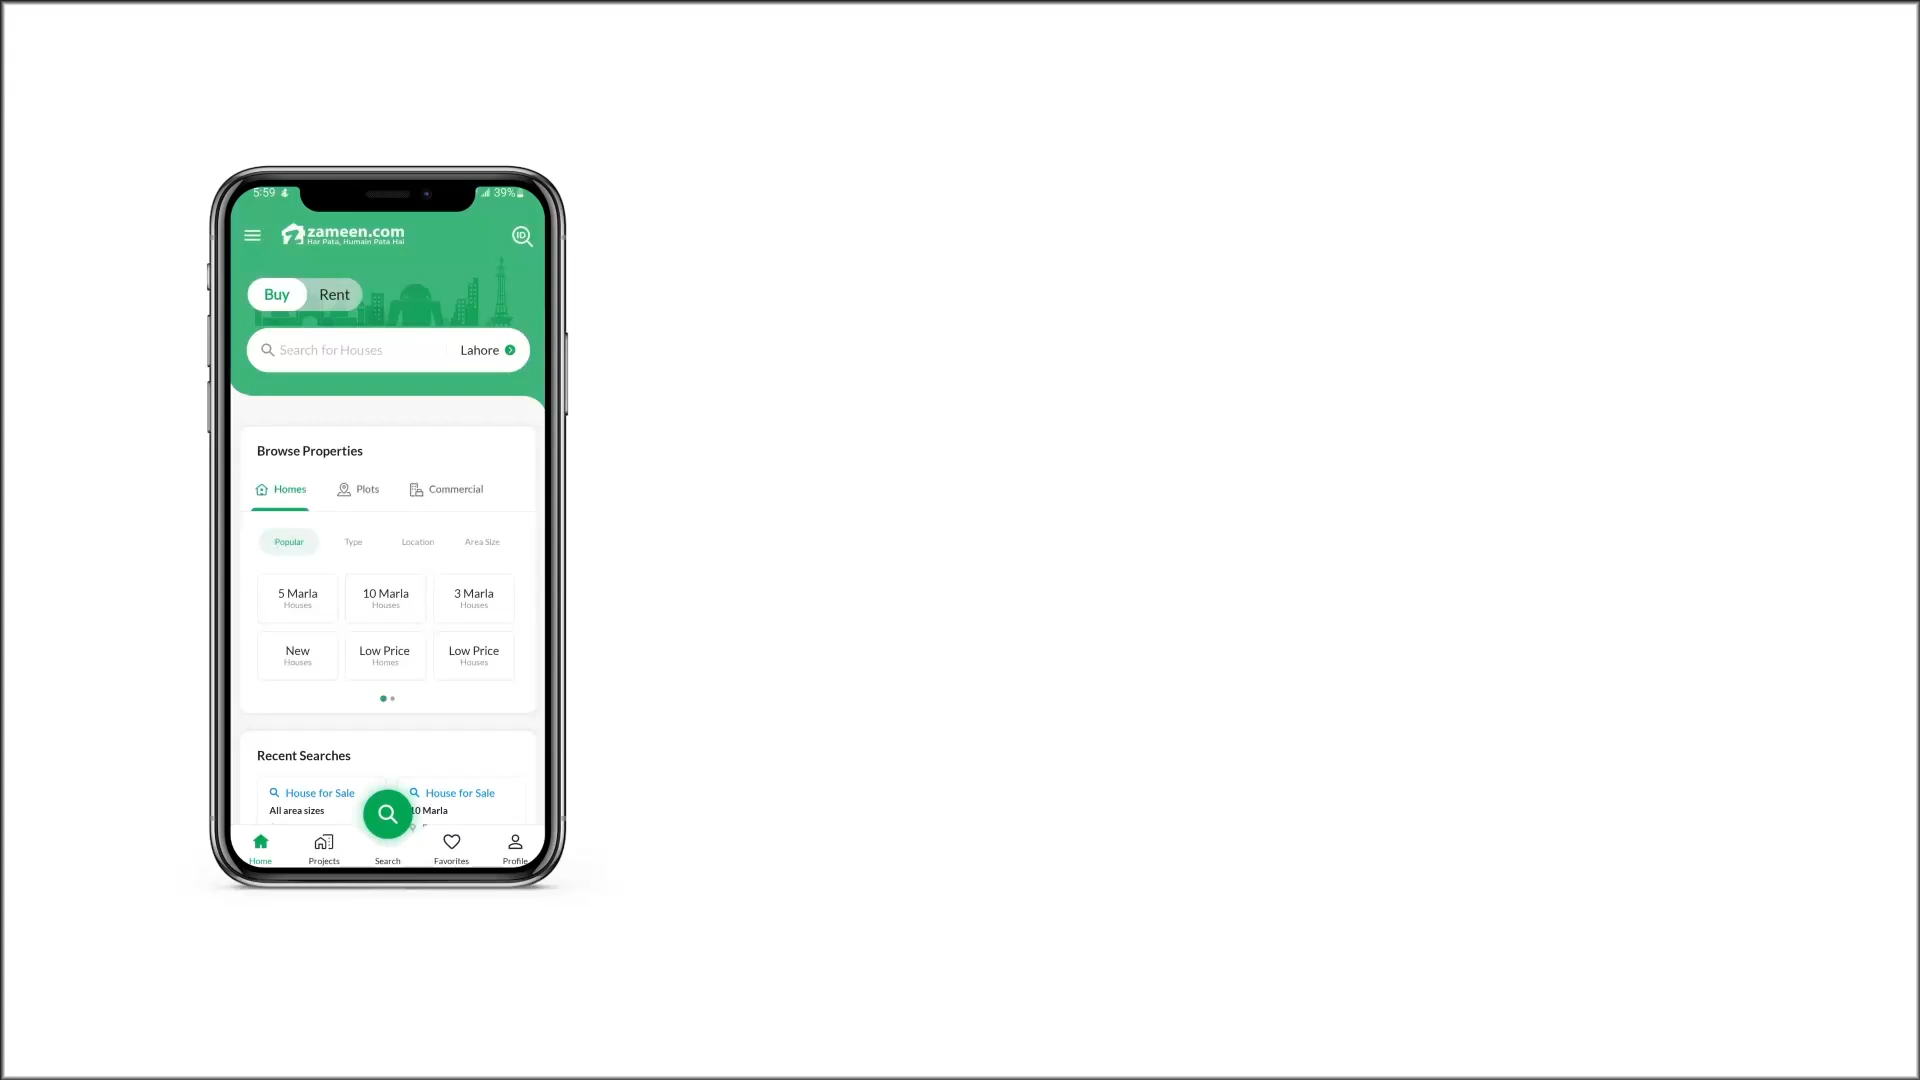 5:59
39%
zameen.com
Har Pata, Humain Pata Hai
ID
Buy Rent
Search for Houses Lahore
Browse Properties
Homes Plots Commercial
Popular Type Location Area Size
5 Marla 10 Marla 3 Marla
Houses Houses Houses
New Low Price Low Price
Houses Homes Houses
Recent Searches
House for Sale House for Sale
All area sizes 10 Marla
Home Projects Search Favorites Profile